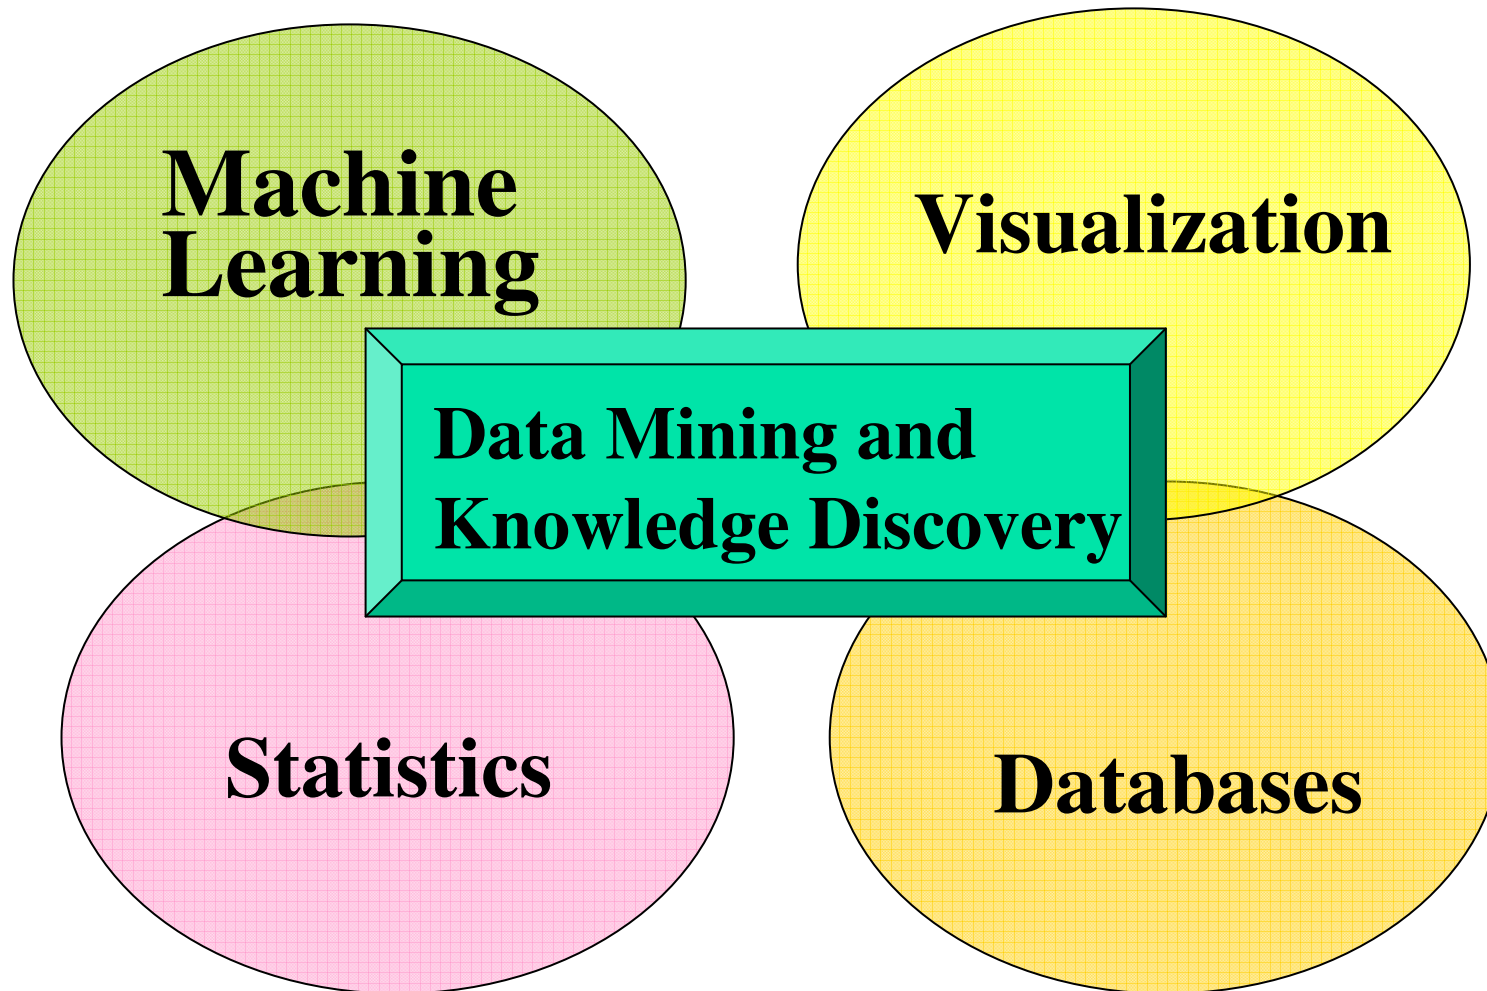 Machine
Learning
Visualization
Data Mining and
Knowledge Discovery
Statistics
Databases